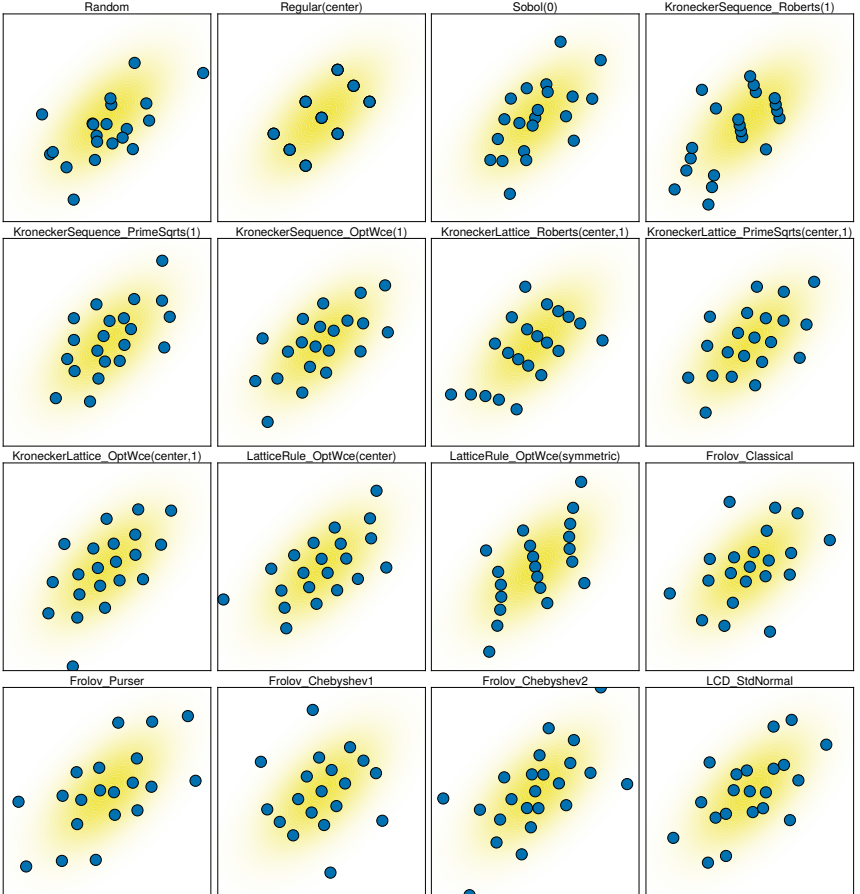 Random
Regular(center)
Sobol(0)
KroneckerSequence_Roberts(1)
KroneckerSequence_PrimeSqrts(1)
KroneckerSequence_OptWce(1)
KroneckerLattice_Roberts(center,1)
KroneckerLattice_PrimeSqrts(center,1)
KroneckerLattice_OptWce(center,1)
LatticeRule_OptWce(center)
LatticeRule_OptWce(symmetric)
Frolov_Classical
Frolov_Purser
Frolov_Chebyshev1
Frolov_Chebyshev2
LCD_StdNormal